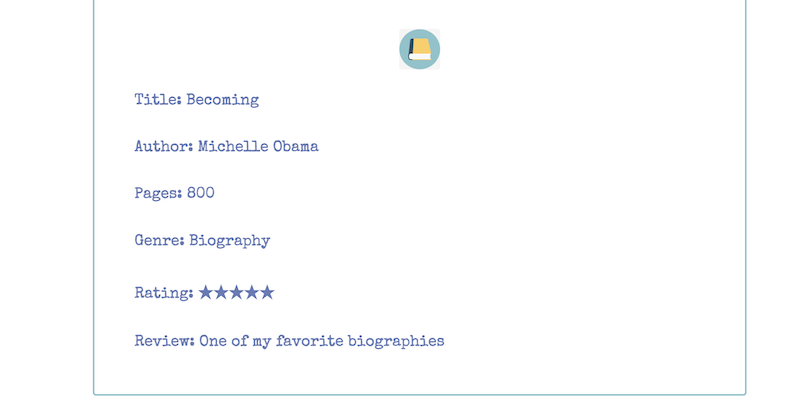 Title: Becoming
Author: Michelle Obama
Pages: 800
Genre: Biography
Rating: ★★★★★
Review: One of my favorite biographies